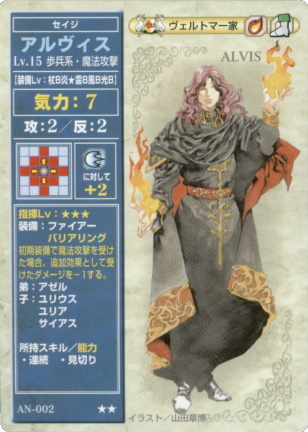 セイジ
アルヴィス
Lv.15 歩兵系・魔法攻撃
[装備Lv:杖B炎★雷B風B光B]
気力:7
攻:2/反:2
に対して
+2
指揮Lv:★★★
装備:ファイアー
バリアリング
初期装備で魔法攻撃を受け
た場合、追加効果として受
けたダメージを−1する。
弟:アゼル
子:ユリウス
ユリア
サイアス
所持スキル/能力
・連続 ・見切り
AN-002 ★★
ヴェルトマー家
ALVIS
イラスト/山田章博